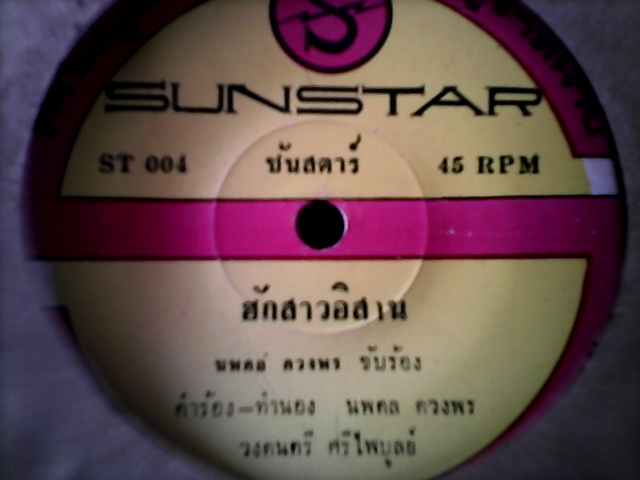 SUNSTAR
ST 004 ซันสตาร์ 45 RPM
ฮักสาวอิสาน
นพดล ดวงพร ขับร้อง
คำร้อง-ทำนอง นพดล ดวงพร
วงดนตรี ศรีไพบูลย์